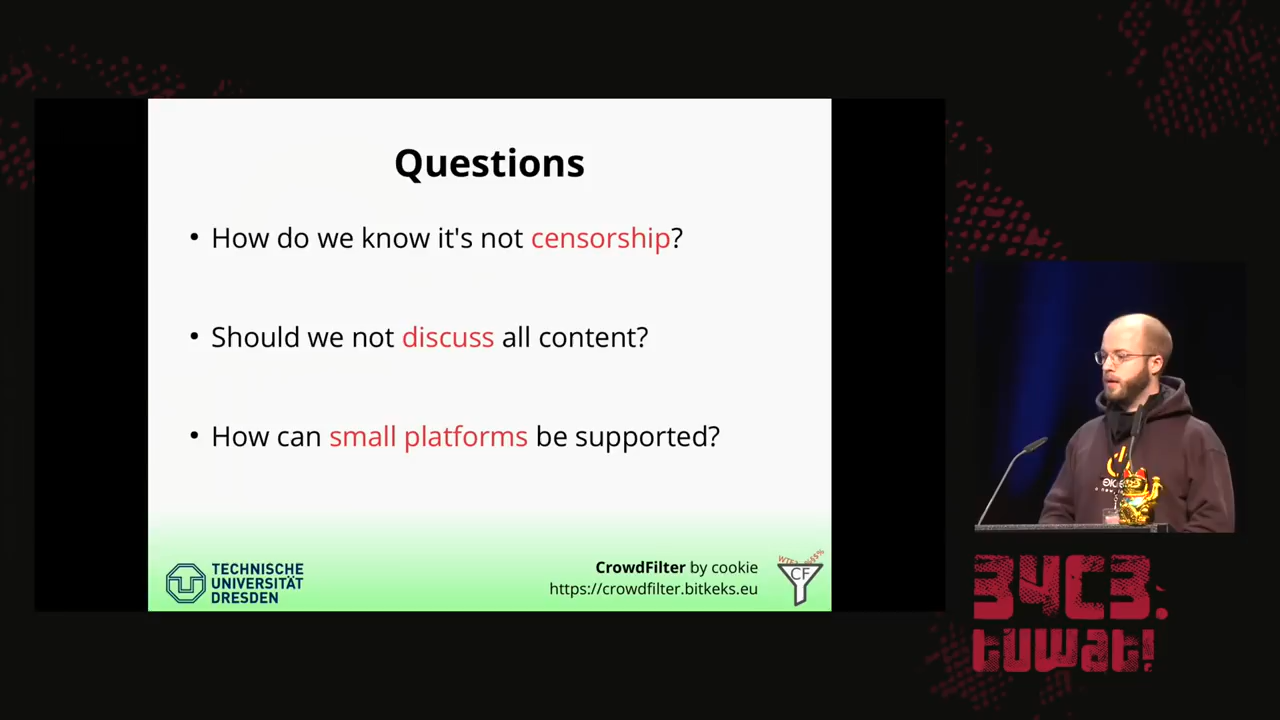 Questions
• How do we know it's not censorship?
• Should we not discuss all content?
• How can small platforms be supported?
TECHNISCHE
UNIVERSITÄT
DRESDEN
CrowdFilter by cookie
https://crowdfilter.bitkeks.eu
CF
34C3.
tuwat!